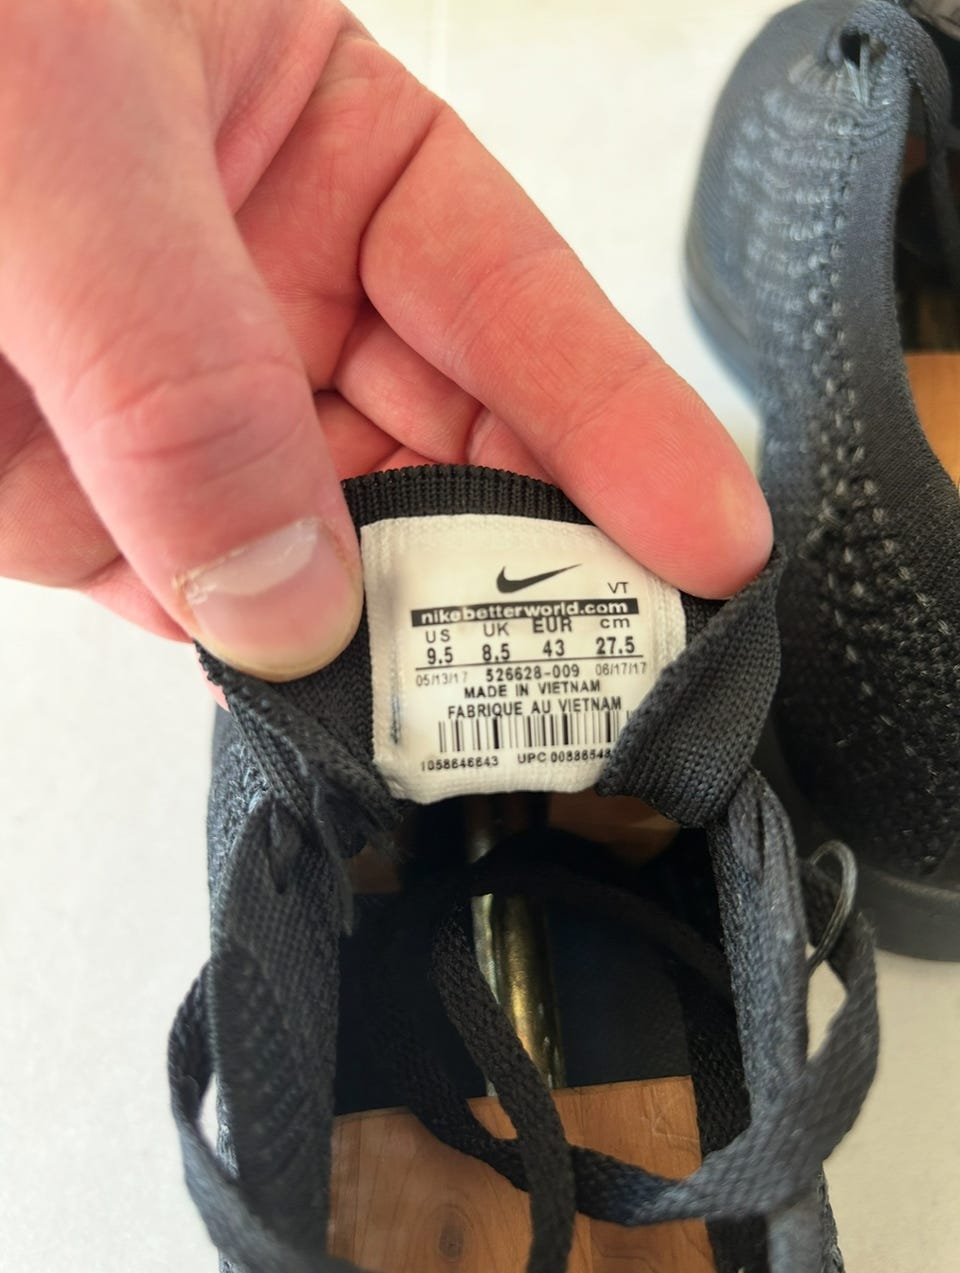 VT
nikebetterworld.com
US UK EUR cm
9.5 8.5 43 27.5
05/13/17 526628-009 06/17/17
MADE IN VIETNAM
FABRIQUE AU VIETNAM
1058646643 UPC